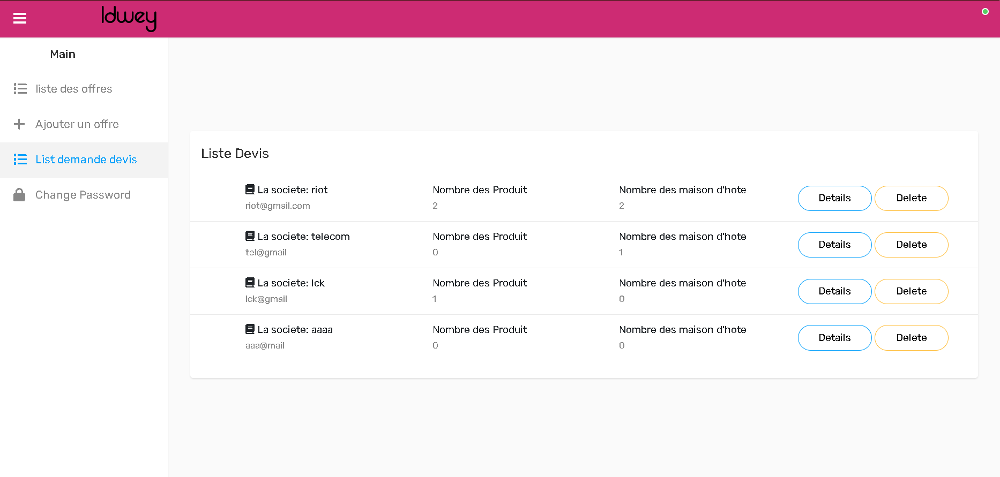 ldwey
Main
liste des offres
Ajouter un offre
List demande devis
Change Password
Liste Devis
La societe: riot Nombre des Produit Nombre des maison d'hote Details Delete
riot@gmail.com 2 2
La societe: telecom Nombre des Produit Nombre des maison d'hote Details Delete
tel@gmail 0 1
La societe: lck Nombre des Produit Nombre des maison d'hote Details Delete
lck@gmail 1 0
La societe: aaaa Nombre des Produit Nombre des maison d'hote Details Delete
aaa@mail 0 0